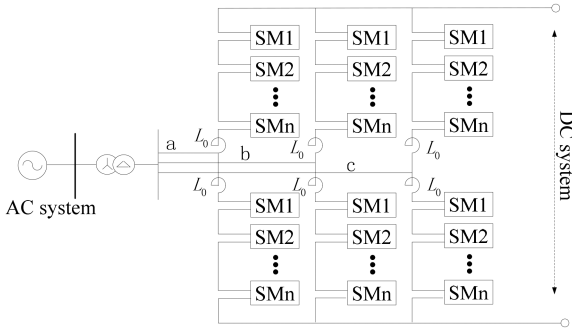 SM1 SM1 SM1
SM2 SM2 SM2
SMn SMn SMn
a L₀ b L₀ c L₀
L₀ L₀ L₀
AC system
DC system
SM1 SM1 SM1
SM2 SM2 SM2
SMn SMn SMn